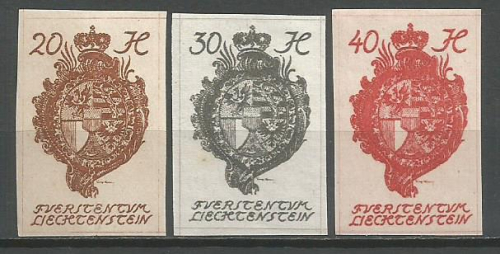 20 H
FVERSTENTVM
LIECHTENSTEIN
30 H
FVERSTENTVM
LIECHTENSTEIN
40 H
FVERSTENTVM
LIECHTENSTEIN